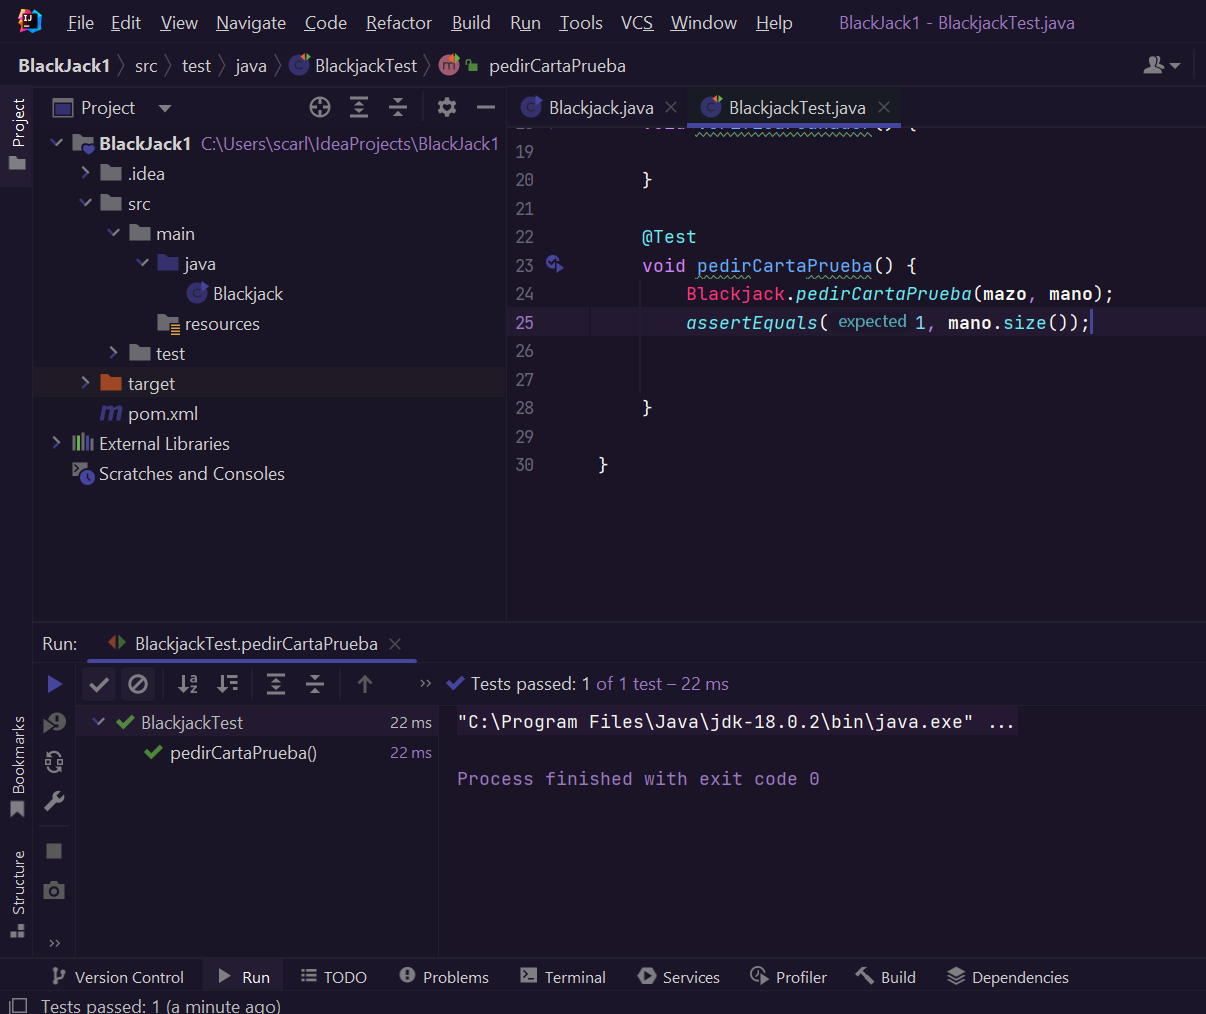 File Edit View Navigate Code Refactor Build Run Tools VCS Window Help BlackJack1 - BlackjackTest.java
BlackJack1 src test java BlackjackTest m pedirCartaPrueba
Project
Bookmarks
Structure
Project
BlackJack1 C:\Users\scarl\IdeaProjects\BlackJack1
.idea
src
main
java
Blackjack
resources
test
target
m pom.xml
External Libraries
Scratches and Consoles
Blackjack.java BlackjackTest.java
19
20 }
21
22 @Test
23 void pedirCartaPrueba() {
24 Blackjack.pedirCartaPrueba(mazo, mano);
25 assertEquals( expected 1, mano.size());
26
27
28 }
29
30 }
Run: BlackjackTest.pedirCartaPrueba
Tests passed: 1 of 1 test – 22 ms
BlackjackTest 22 ms
pedirCartaPrueba() 22 ms
"C:\Program Files\Java\jdk-18.0.2\bin\java.exe" ...
Process finished with exit code 0
Version Control Run TODO Problems Terminal Services Profiler Build Dependencies
Tests passed: 1 (a minute ago)